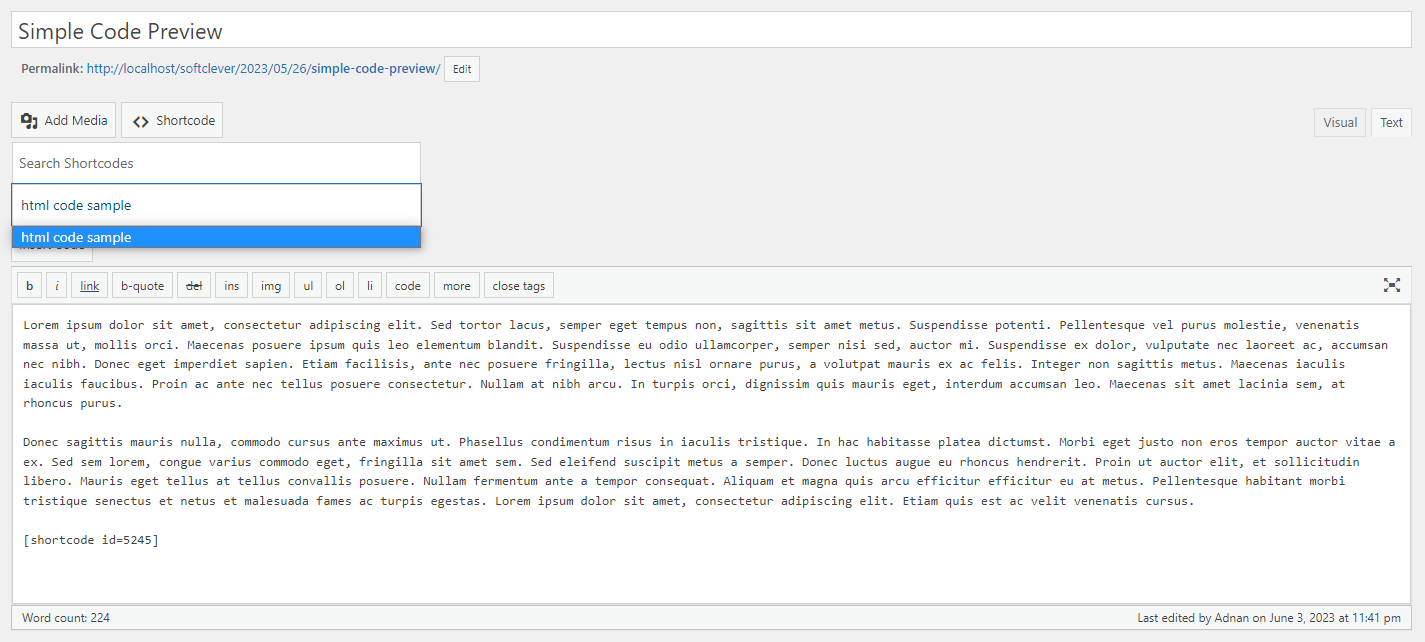 Simple Code Preview
Permalink: http://localhost/softclever/2023/05/26/simple-code-preview/ Edit
Add Media Shortcode Visual Text
Search Shortcodes
html code sample
html code sample
b i link b-quote del ins img ul ol li code more close tags
Lorem ipsum dolor sit amet, consectetur adipiscing elit. Sed tortor lacus, semper eget tempus non, sagittis sit amet metus. Suspendisse potenti. Pellentesque vel purus molestie, venenatis
massa ut, mollis orci. Maecenas posuere ipsum quis leo elementum blandit. Suspendisse eu odio ullamcorper, semper nisi sed, auctor mi. Suspendisse ex dolor, vulputate nec laoreet ac, accumsan
nec nibh. Donec eget imperdiet sapien. Etiam facilisis, ante nec posuere fringilla, lectus nisl ornare purus, a volutpat mauris ex ac felis. Integer non sagittis metus. Maecenas iaculis
iaculis faucibus. Proin ac ante nec tellus posuere consectetur. Nullam at nibh arcu. In turpis orci, dignissim quis mauris eget, interdum accumsan leo. Maecenas sit amet lacinia sem, at
rhoncus purus.
Donec sagittis mauris nulla, commodo cursus ante maximus ut. Phasellus condimentum risus in iaculis tristique. In hac habitasse platea dictumst. Morbi eget justo non eros tempor auctor vitae a
ex. Sed sem lorem, congue varius commodo eget, fringilla sit amet sem. Sed eleifend suscipit metus a semper. Donec luctus augue eu rhoncus hendrerit. Proin ut auctor elit, et sollicitudin
libero. Mauris eget tellus at tellus convallis posuere. Nullam fermentum ante a tempor consequat. Aliquam et magna quis arcu efficitur efficitur eu at metus. Pellentesque habitant morbi
tristique senectus et netus et malesuada fames ac turpis egestas. Lorem ipsum dolor sit amet, consectetur adipiscing elit. Etiam quis est ac velit venenatis cursus.
[shortcode id=5245]
Word count: 224 Last edited by Adnan on June 3, 2023 at 11:41 pm